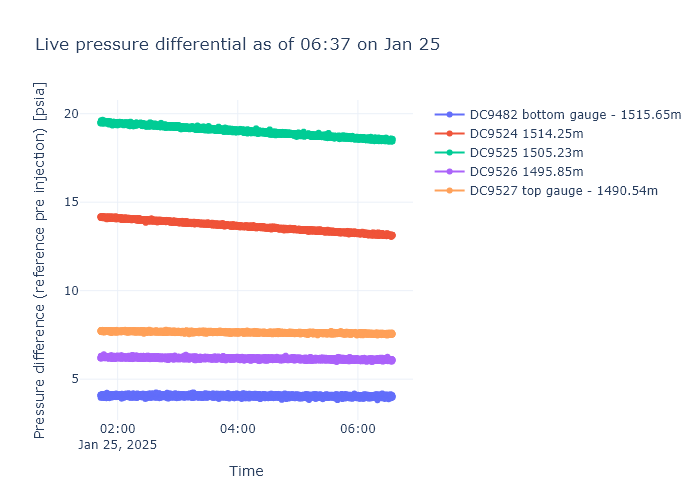 Live pressure differential as of 06:37 on Jan 25
Pressure difference (reference pre injection) [psia]
20
15
10
5
02:00
Jan 25, 2025
04:00
06:00
Time
DC9482 bottom gauge - 1515.65m
DC9524 1514.25m
DC9525 1505.23m
DC9526 1495.85m
DC9527 top gauge - 1490.54m